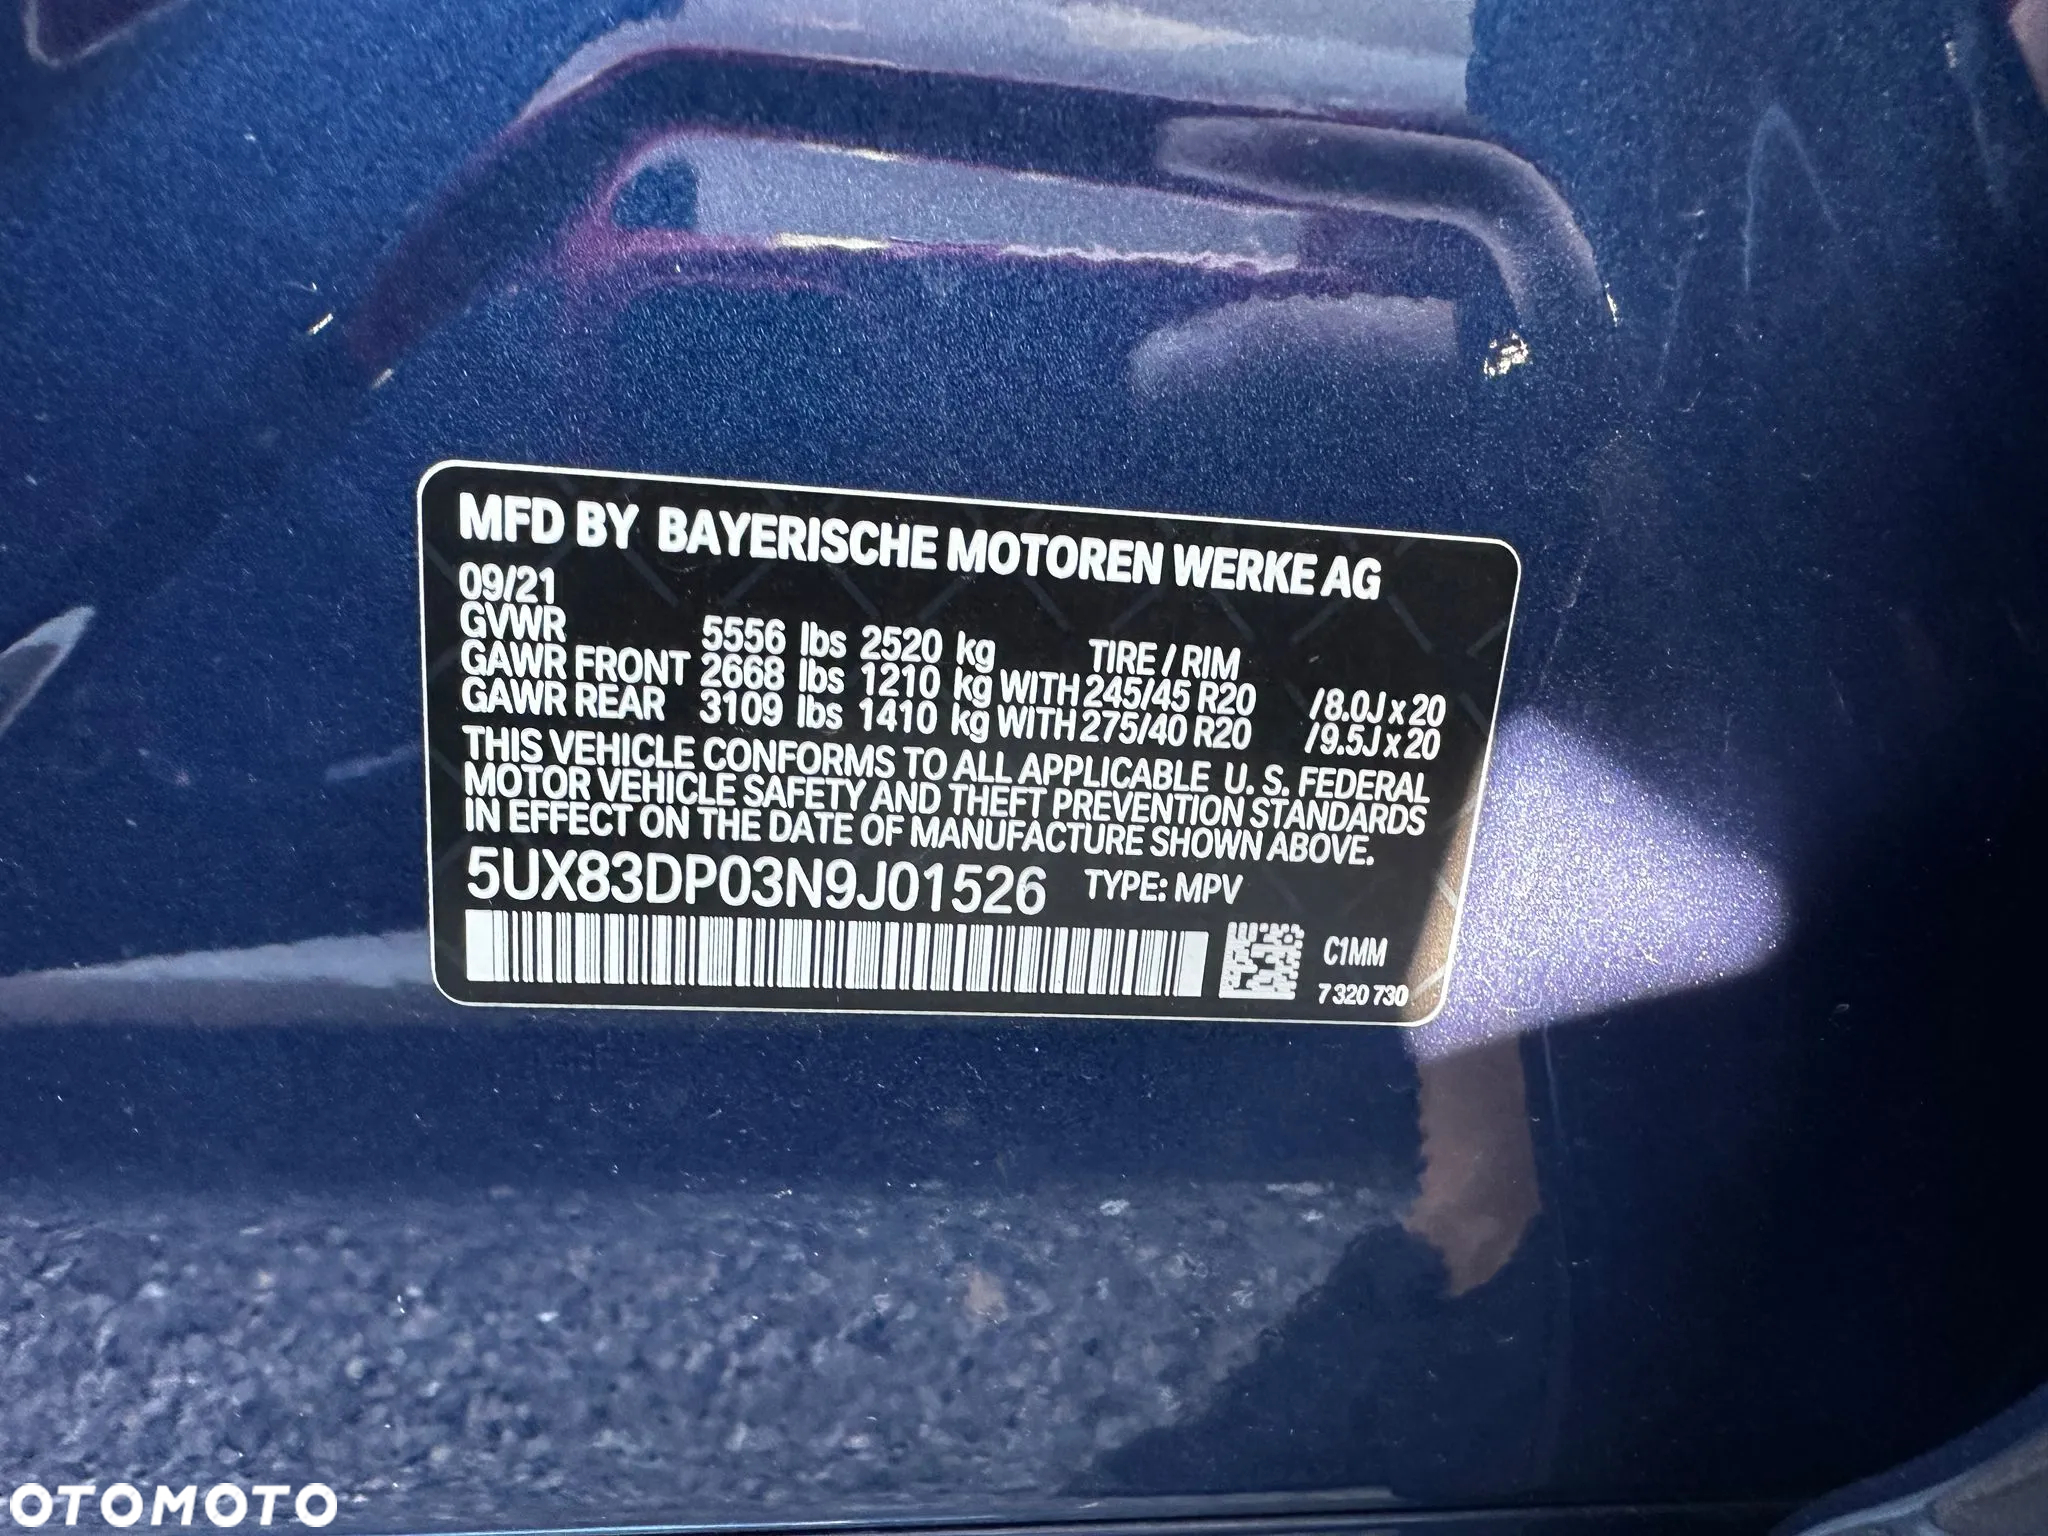 MFD BY BAYERISCHE MOTOREN WERKE AG
09/21
GVWR 5556 lbs 2520 kg TIRE / RIM
GAWR FRONT 2668 lbs 1210 kg WITH 245/45 R20 /8.0J x 20
GAWR REAR 3109 lbs 1410 kg WITH 275/40 R20 /9.5J x 20
THIS VEHICLE CONFORMS TO ALL APPLICABLE U. S. FEDERAL
MOTOR VEHICLE SAFETY AND THEFT PREVENTION STANDARDS
IN EFFECT ON THE DATE OF MANUFACTURE SHOWN ABOVE.
5UX83DP03N9J01526 TYPE: MPV
C1MM
7 320 730
OTOMOTO